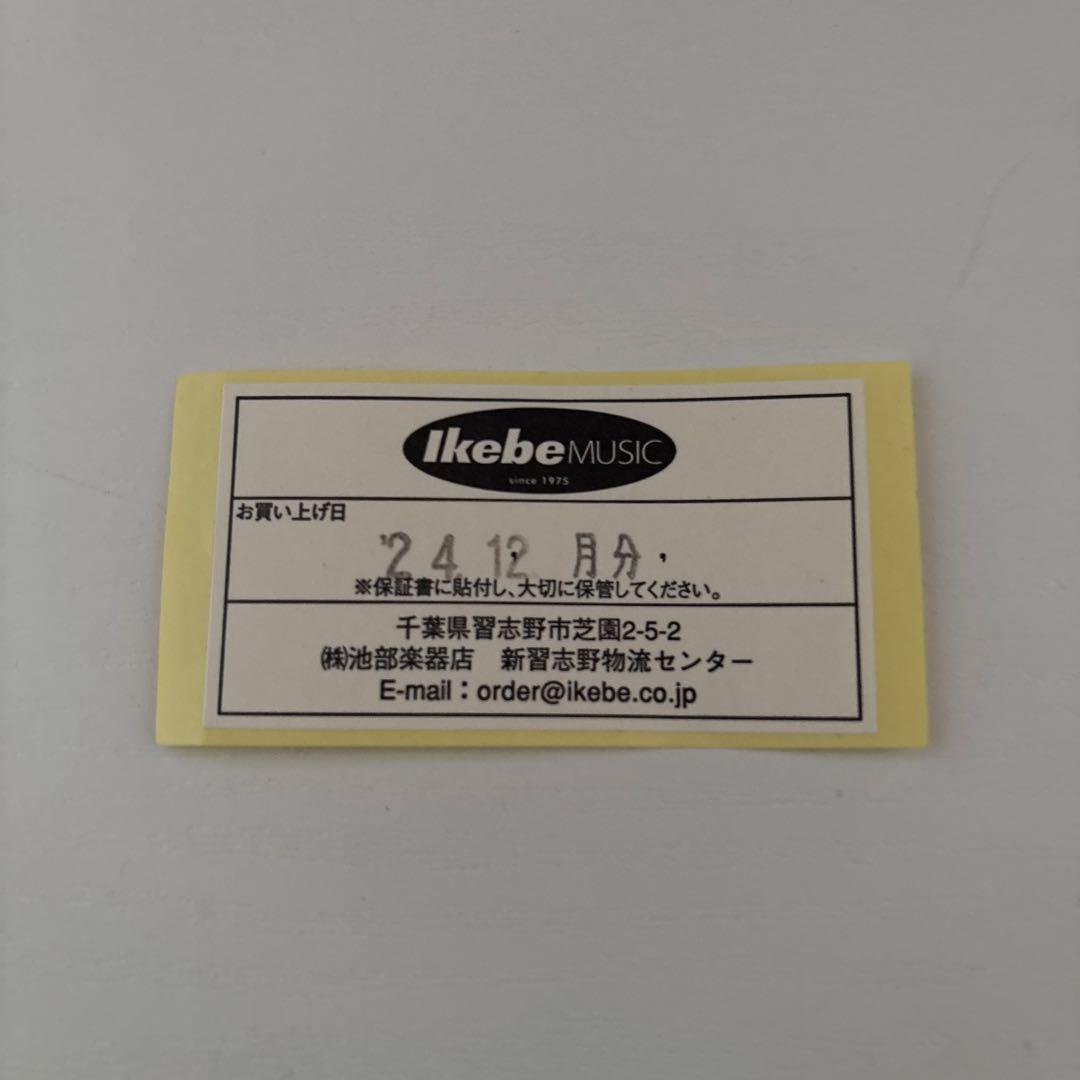 Ikebe MUSIC
since 1975
お買い上げ日
'24.12月分
※保証書に貼付し、大切に保管してください。
千葉県習志野市芝園2-5-2
㈱池部楽器店　新習志野物流センター
E-mail：order@ikebe.co.jp